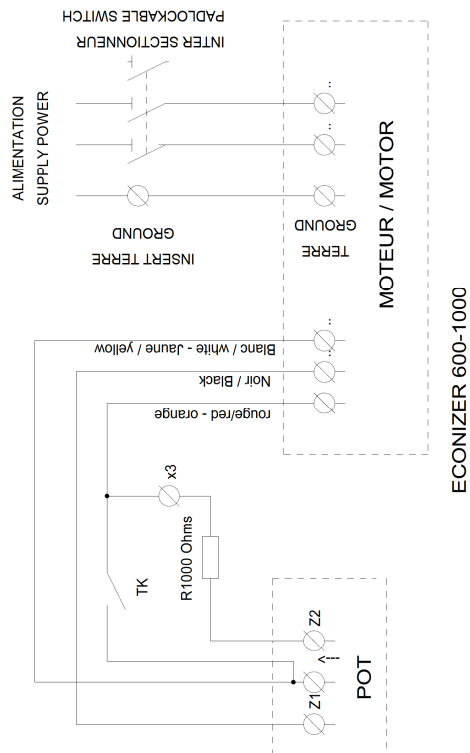 PADLOCKABLE SWITCH
INTER SECTIONNEUR
ALIMENTATION
SUPPLY POWER
GROUND
INSERT TERRE
GROUND
TERRE
..
..
MOTEUR / MOTOR
Blanc / white - Jaune / yellow
Noir / Black
rouge/red - orange
..
..
..
ECONIZER 600-1000
x3
TK
R1000 Ohms
Z2
<---
Z1
POT